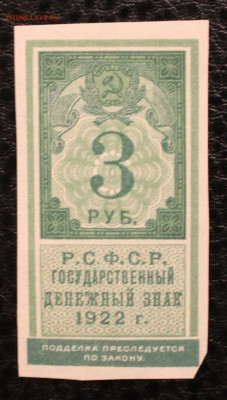 3
РУБ.
Р.С.Ф.С.Р.
ГОСУДАРСТВЕННЫЙ
ДЕНЕЖНЫЙ ЗНАК
1922 г.
ПОДДЕЛКА ПРЕСЛЕДУЕТСЯ
ПО ЗАКОНУ.